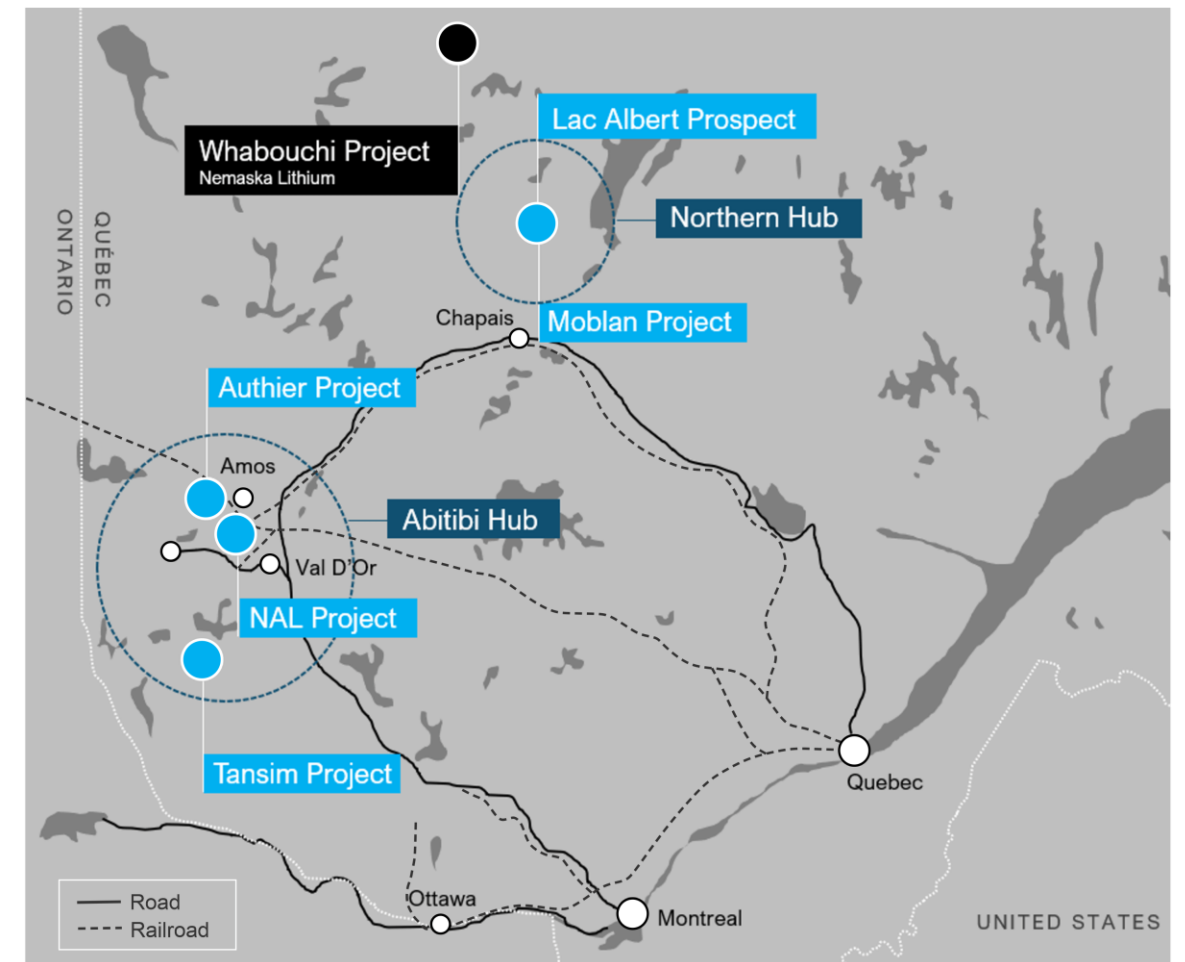 Lac Albert Prospect
Whabouchi Project
Nemaska Lithium
Northern Hub
QUÉBEC
ONTARIO
Chapais
Moblan Project
Authier Project
Amos
Abitibi Hub
Val D'Or
NAL Project
Tansim Project
Quebec
Road
Railroad
Ottawa
Montreal
UNITED STATES